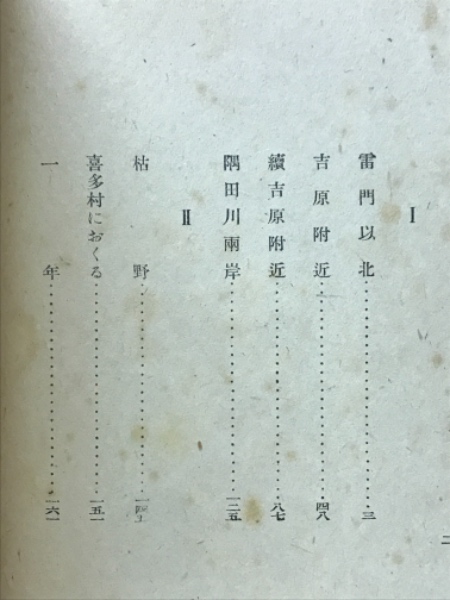 I
雷門以北……三
吉原附近……四八
續吉原附近……八七
隅田川兩岸……一二五
II
枯野……一四
喜多村におくる……一五一
一年……一六一
二